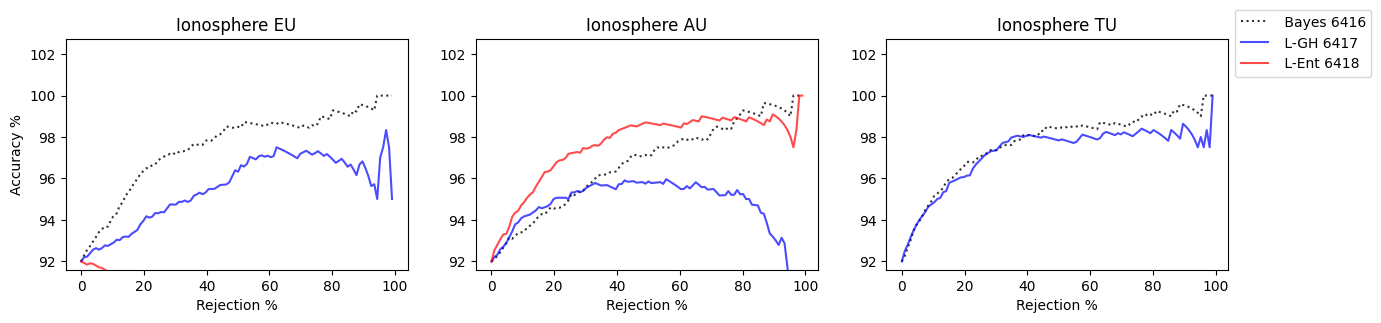 Ionosphere EU
Ionosphere AU
Ionosphere TU
Bayes 6416
L-GH 6417
L-Ent 6418
Accuracy %
102
100
98
96
94
92
0 20 40 60 80 100
Rejection %
102
100
98
96
94
92
0 20 40 60 80 100
Rejection %
102
100
98
96
94
92
0 20 40 60 80 100
Rejection %